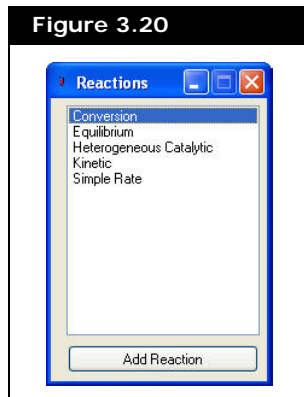 Figure 3.20
Reactions
Conversion
Equilibrium
Heterogeneous Catalytic
Kinetic
Simple Rate
Add Reaction